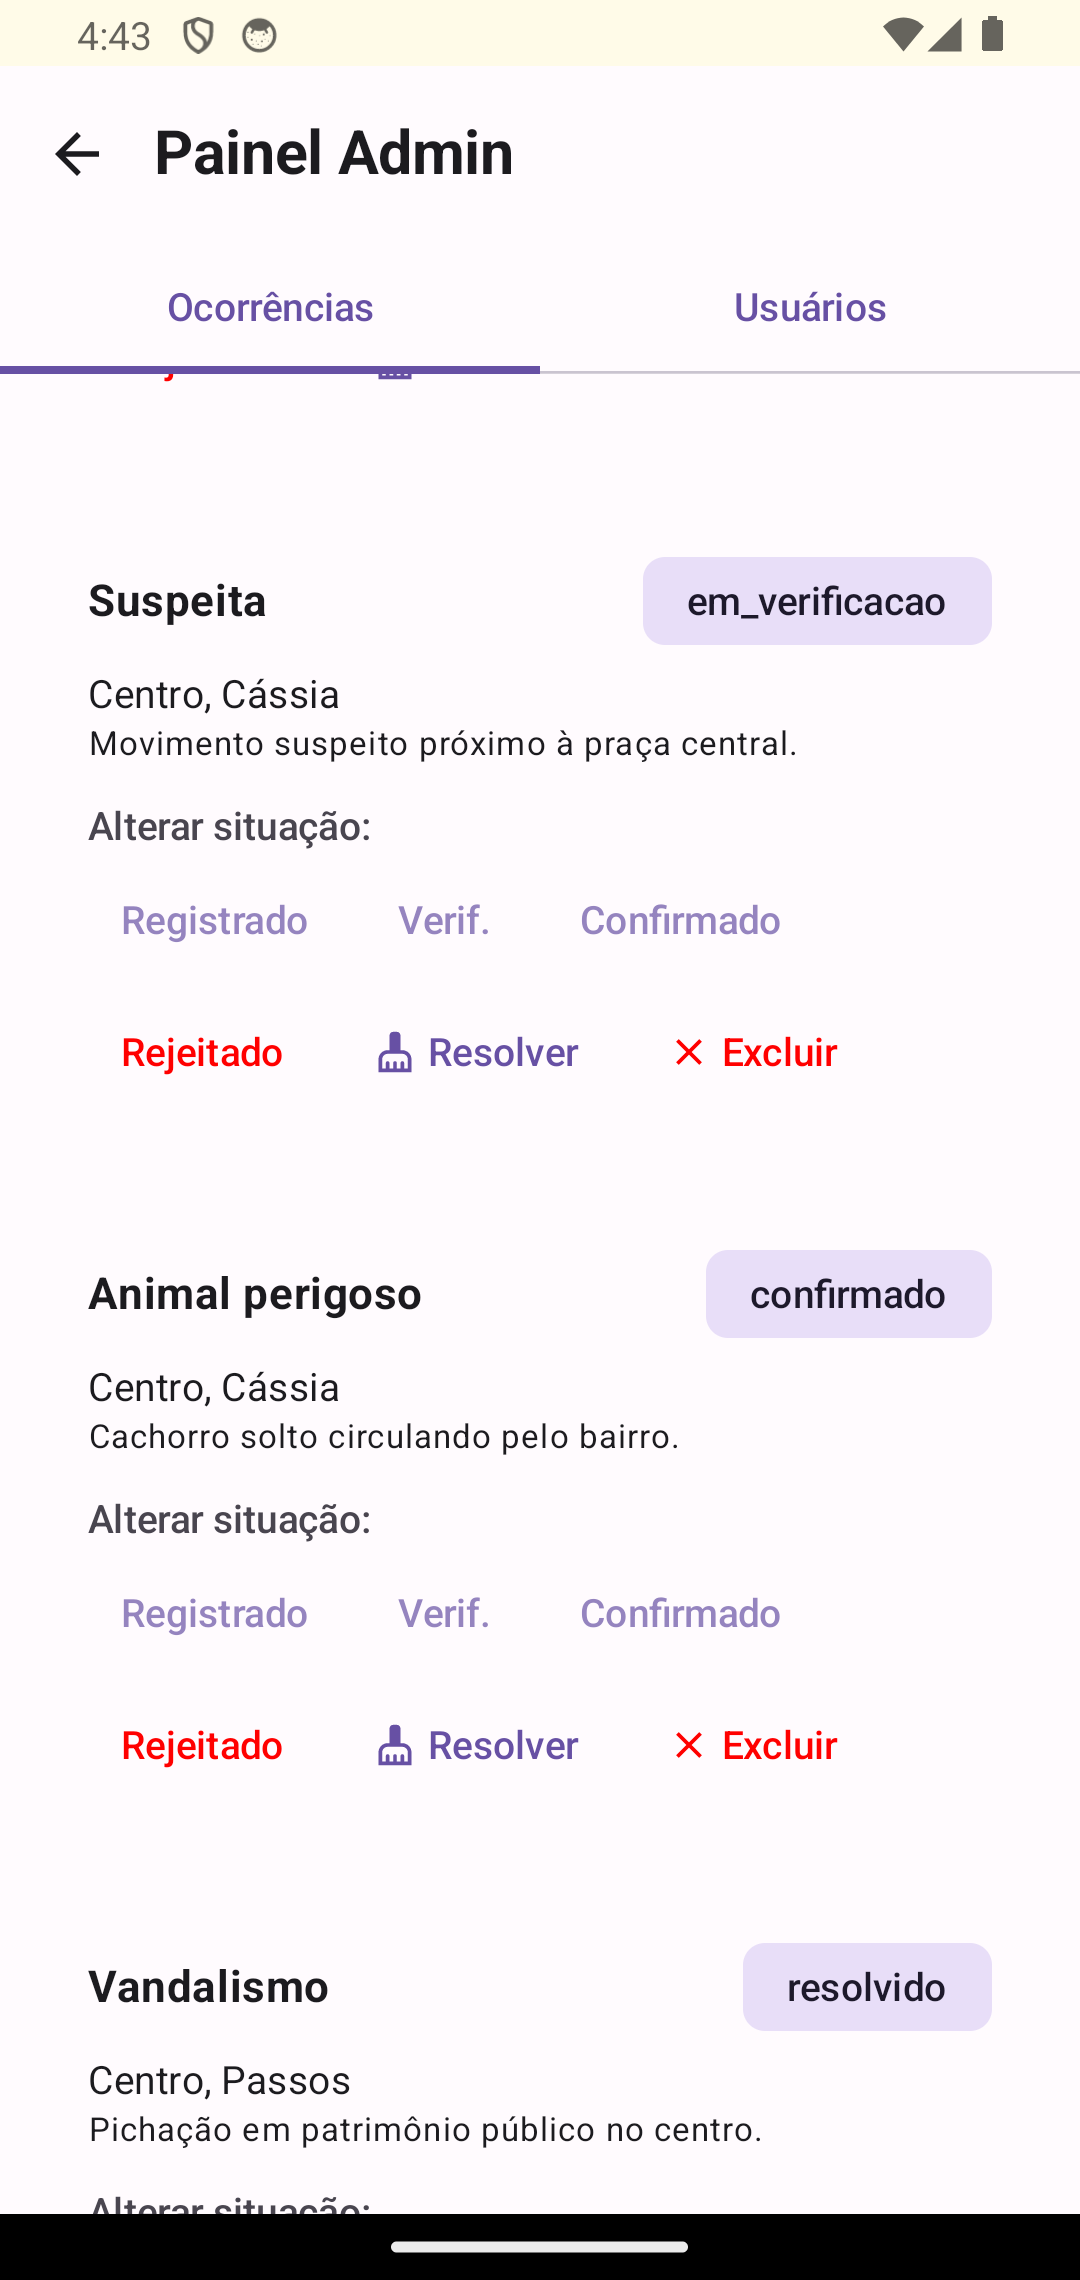 4:43
Painel Admin
Ocorrências Usuários
Suspeita em_verificacao
Centro, Cássia
Movimento suspeito próximo à praça central.
Alterar situação:
Registrado Verif. Confirmado
Rejeitado Resolver Excluir
Animal perigoso confirmado
Centro, Cássia
Cachorro solto circulando pelo bairro.
Alterar situação:
Registrado Verif. Confirmado
Rejeitado Resolver Excluir
Vandalismo resolvido
Centro, Passos
Pichação em patrimônio público no centro.
Alterar situação: